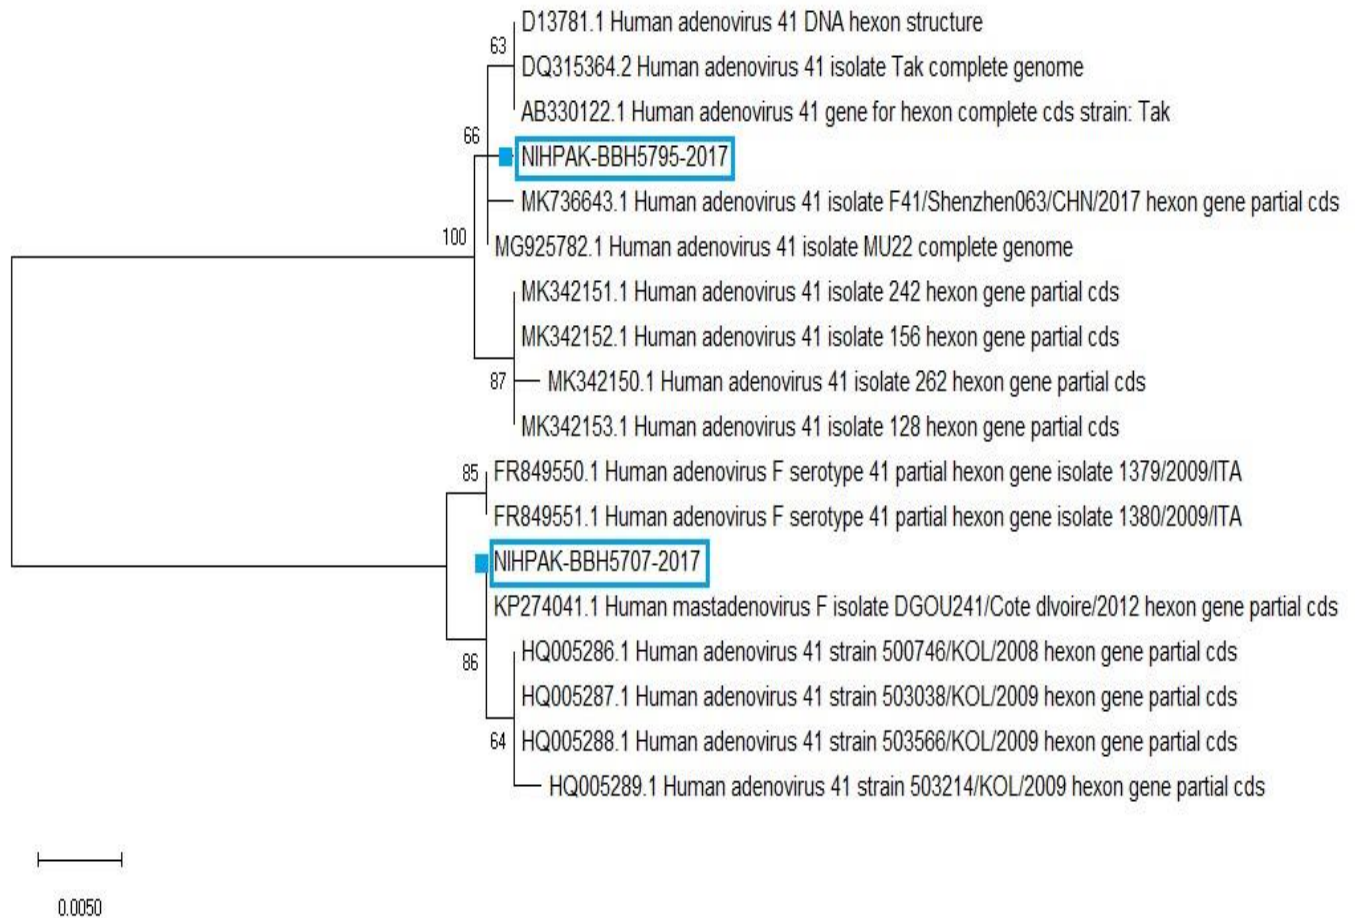 D13781.1 Human adenovirus 41 DNA hexon structure
63
DQ315364.2 Human adenovirus 41 isolate Tak complete genome
AB330122.1 Human adenovirus 41 gene for hexon complete cds strain: Tak
66
NIHPAK-BBH5795-2017
MK736643.1 Human adenovirus 41 isolate F41/Shenzhen063/CHN/2017 hexon gene partial cds
100
MG925782.1 Human adenovirus 41 isolate MU22 complete genome
MK342151.1 Human adenovirus 41 isolate 242 hexon gene partial cds
MK342152.1 Human adenovirus 41 isolate 156 hexon gene partial cds
87
MK342150.1 Human adenovirus 41 isolate 262 hexon gene partial cds
MK342153.1 Human adenovirus 41 isolate 128 hexon gene partial cds
85
FR849550.1 Human adenovirus F serotype 41 partial hexon gene isolate 1379/2009/ITA
FR849551.1 Human adenovirus F serotype 41 partial hexon gene isolate 1380/2009/ITA
NIHPAK-BBH5707-2017
KP274041.1 Human mastadenovirus F isolate DGOU241/Cote dIvoire/2012 hexon gene partial cds
86
HQ005286.1 Human adenovirus 41 strain 500746/KOL/2008 hexon gene partial cds
HQ005287.1 Human adenovirus 41 strain 503038/KOL/2009 hexon gene partial cds
64
HQ005288.1 Human adenovirus 41 strain 503566/KOL/2009 hexon gene partial cds
HQ005289.1 Human adenovirus 41 strain 503214/KOL/2009 hexon gene partial cds
0.0050